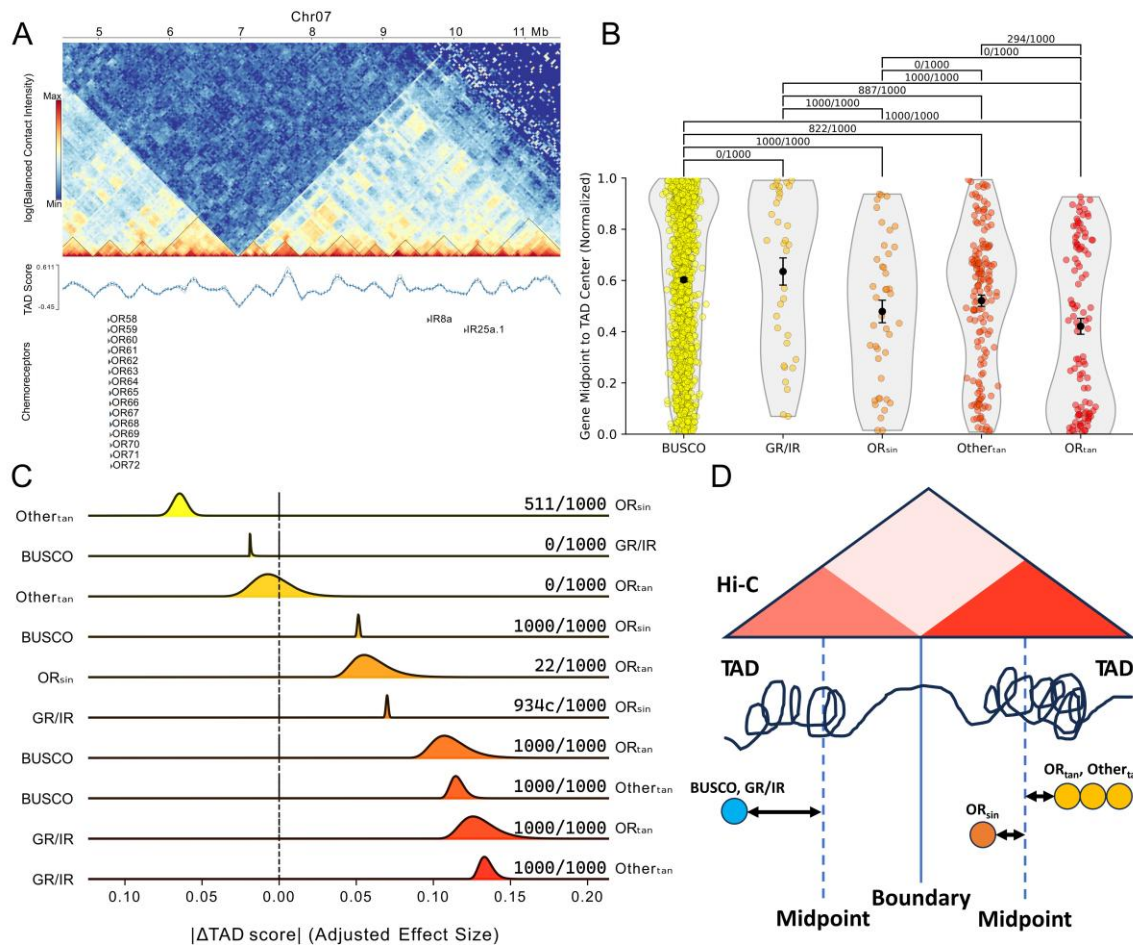 A
Chr07
5 6 7 8 9 10 11 Mb
log(Balanced Contact Intensity)
Max
Min
TAD Score
0.611
-0.45
Chemoreceptors
OR58
OR59
OR60
OR61
OR62
OR63
OR64
OR65
OR66
OR67
OR68
OR69
OR70
OR71
OR72
IR8a
IR25a.1
B
294/1000
0/1000
0/1000
1000/1000
887/1000
1000/1000
1000/1000
822/1000
1000/1000
0/1000
Gene Midpoint to TAD Center (Normalized)
1.0
0.8
0.6
0.4
0.2
0.0
BUSCO GR/IR ORsin Othertan ORtan
C
Othertan 511/1000 ORsin
BUSCO 0/1000 GR/IR
Othertan 0/1000 ORtan
BUSCO 1000/1000 ORsin
ORsin 22/1000 ORtan
GR/IR 934c/1000 ORsin
BUSCO 1000/1000 ORtan
BUSCO 1000/1000 Othertan
GR/IR 1000/1000 ORtan
GR/IR 1000/1000 Othertan
0.10 0.05 0.00 0.05 0.10 0.15 0.20
|ΔTAD score| (Adjusted Effect Size)
D
Hi-C
TAD TAD
BUSCO, GR/IR
ORtan, Otherta
ORsin
Boundary
Midpoint Midpoint